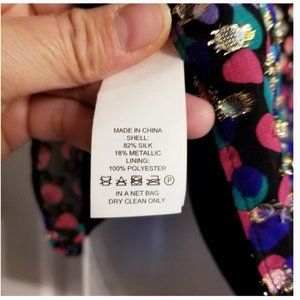 MADE IN CHINA
SHELL:
82% SILK
18% METALLIC
LINING:
100% POLYESTER
IN A NET BAG
DRY CLEAN ONLY